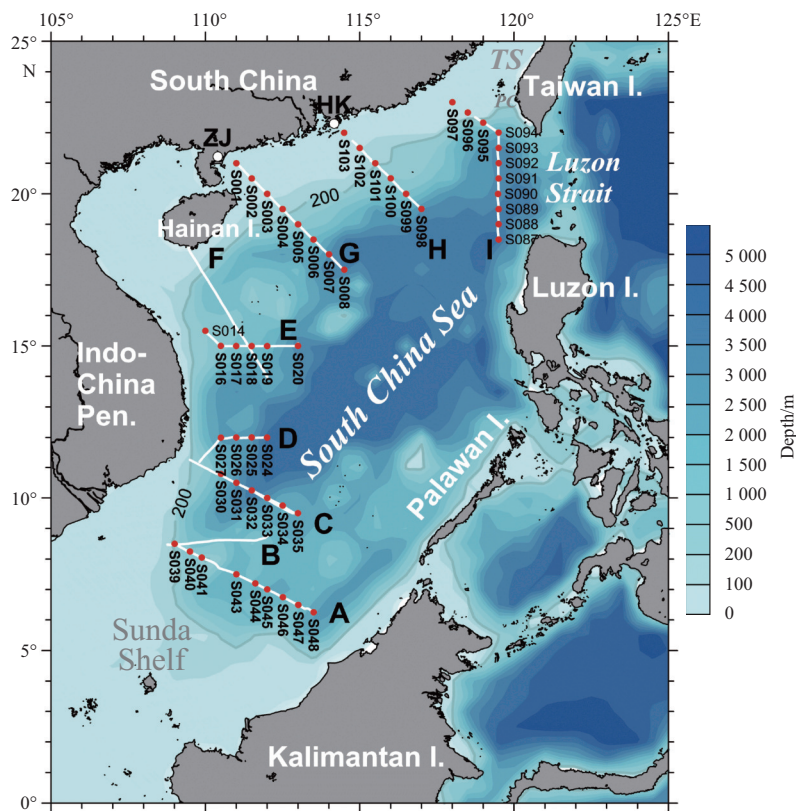 105°
110°
115°
120°
125°E
25°
N
20°
15°
10°
5°
0°
South China
TS
Taiwan I.
PC
HK
ZJ
S097
S096
S095
S094
S093
S092
S091
S090
S089
S088
S087
Luzon
Strait
S103
S102
S101
S100
S099
S098
200
S001
S002
S003
S004
S005
S006
S007
S008
Hainan I.
F
G
H
I
Luzon I.
South China Sea
E
S014
S016
S017
S018
S019
S020
Indo-
China
Pen.
D
S027
S026
S025
S024
S030
S031
S032
S033
S034
S035
C
200
Palawan I.
B
S039
S040
S041
S043
S044
S045
S046
S047
S048
A
Sunda
Shelf
Kalimantan I.
5 000
4 500
4 000
3 500
3 000
2 500
2 000
1 500
1 000
500
200
100
0
Depth/m